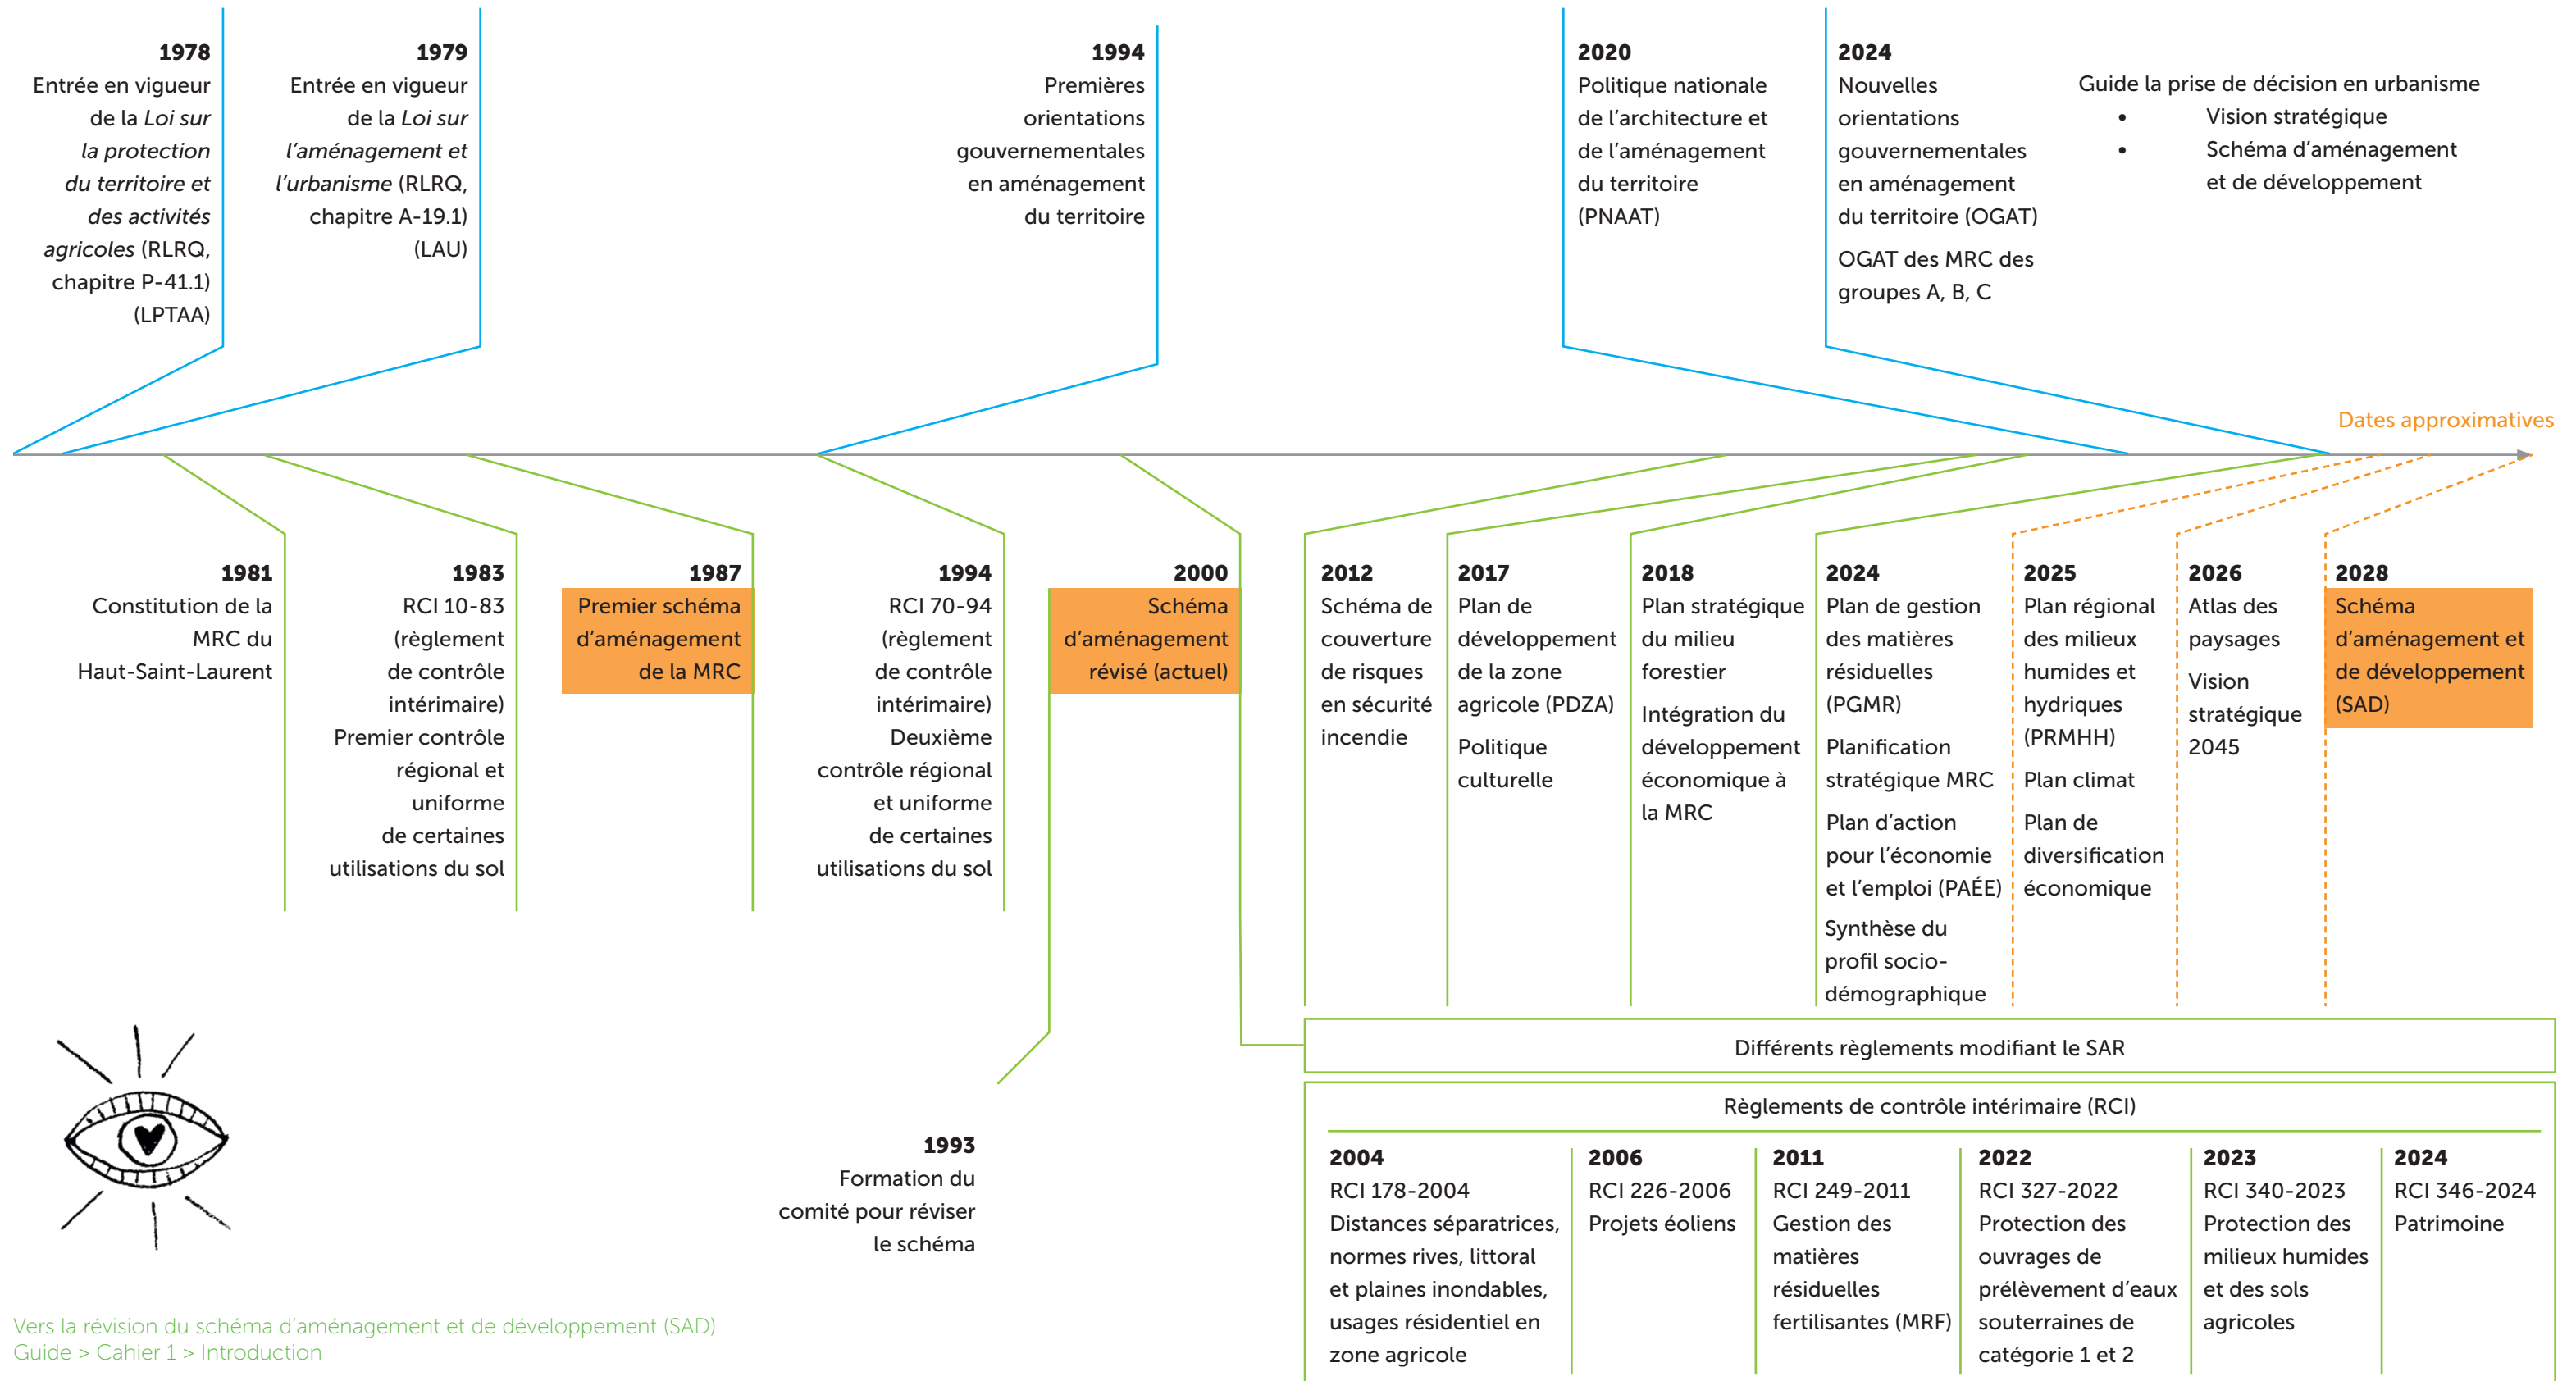 1978
Entrée en vigueur
de la Loi sur
la protection
du territoire et
des activités
agricoles (RLRQ,
chapitre P-41.1)
(LPTAA)
1979
Entrée en vigueur
de la Loi sur
l’aménagement et
l’urbanisme (RLRQ,
chapitre A-19.1)
(LAU)
1994
Premières
orientations
gouvernementales
en aménagement
du territoire
2020
Politique nationale
de l’architecture et
de l’aménagement
du territoire
(PNAAT)
2024
Nouvelles
orientations
gouvernementales
en aménagement
du territoire (OGAT)
OGAT des MRC des
groupes A, B, C
Guide la prise de décision en urbanisme
• Vision stratégique
• Schéma d’aménagement
et de développement
Dates approximatives
1981
Constitution de la
MRC du
Haut-Saint-Laurent
1983
RCI 10-83
(règlement
de contrôle
intérimaire)
Premier contrôle
régional et
uniforme
de certaines
utilisations du sol
1987
Premier schéma
d’aménagement
de la MRC
1994
RCI 70-94
(règlement
de contrôle
intérimaire)
Deuxième
contrôle régional
et uniforme
de certaines
utilisations du sol
2000
Schéma
d’aménagement
révisé (actuel)
2012
Schéma de
couverture
de risques
en sécurité
incendie
2017
Plan de
développement
de la zone
agricole (PDZA)
Politique
culturelle
2018
Plan stratégique
du milieu
forestier
Intégration du
développement
économique à
la MRC
2024
Plan de gestion
des matières
résiduelles
(PGMR)
Planification
stratégique MRC
Plan d’action
pour l’économie
et l’emploi (PAÉE)
Synthèse du
profil socio-
démographique
2025
Plan régional
des milieux
humides et
hydriques
(PRMHH)
Plan climat
Plan de
diversification
économique
2026
Atlas des
paysages
Vision
stratégique
2045
2028
Schéma
d’aménagement et
de développement
(SAD)
1993
Formation du
comité pour réviser
le schéma
Différents règlements modifiant le SAR
Règlements de contrôle intérimaire (RCI)
2004
RCI 178-2004
Distances séparatrices,
normes rives, littoral
et plaines inondables,
usages résidentiel en
zone agricole
2006
RCI 226-2006
Projets éoliens
2011
RCI 249-2011
Gestion des
matières
résiduelles
fertilisantes (MRF)
2022
RCI 327-2022
Protection des
ouvrages de
prélèvement d’eaux
souterraines de
catégorie 1 et 2
2023
RCI 340-2023
Protection des
milieux humides
et des sols
agricoles
2024
RCI 346-2024
Patrimoine
Vers la révision du schéma d’aménagement et de développement (SAD)
Guide > Cahier 1 > Introduction